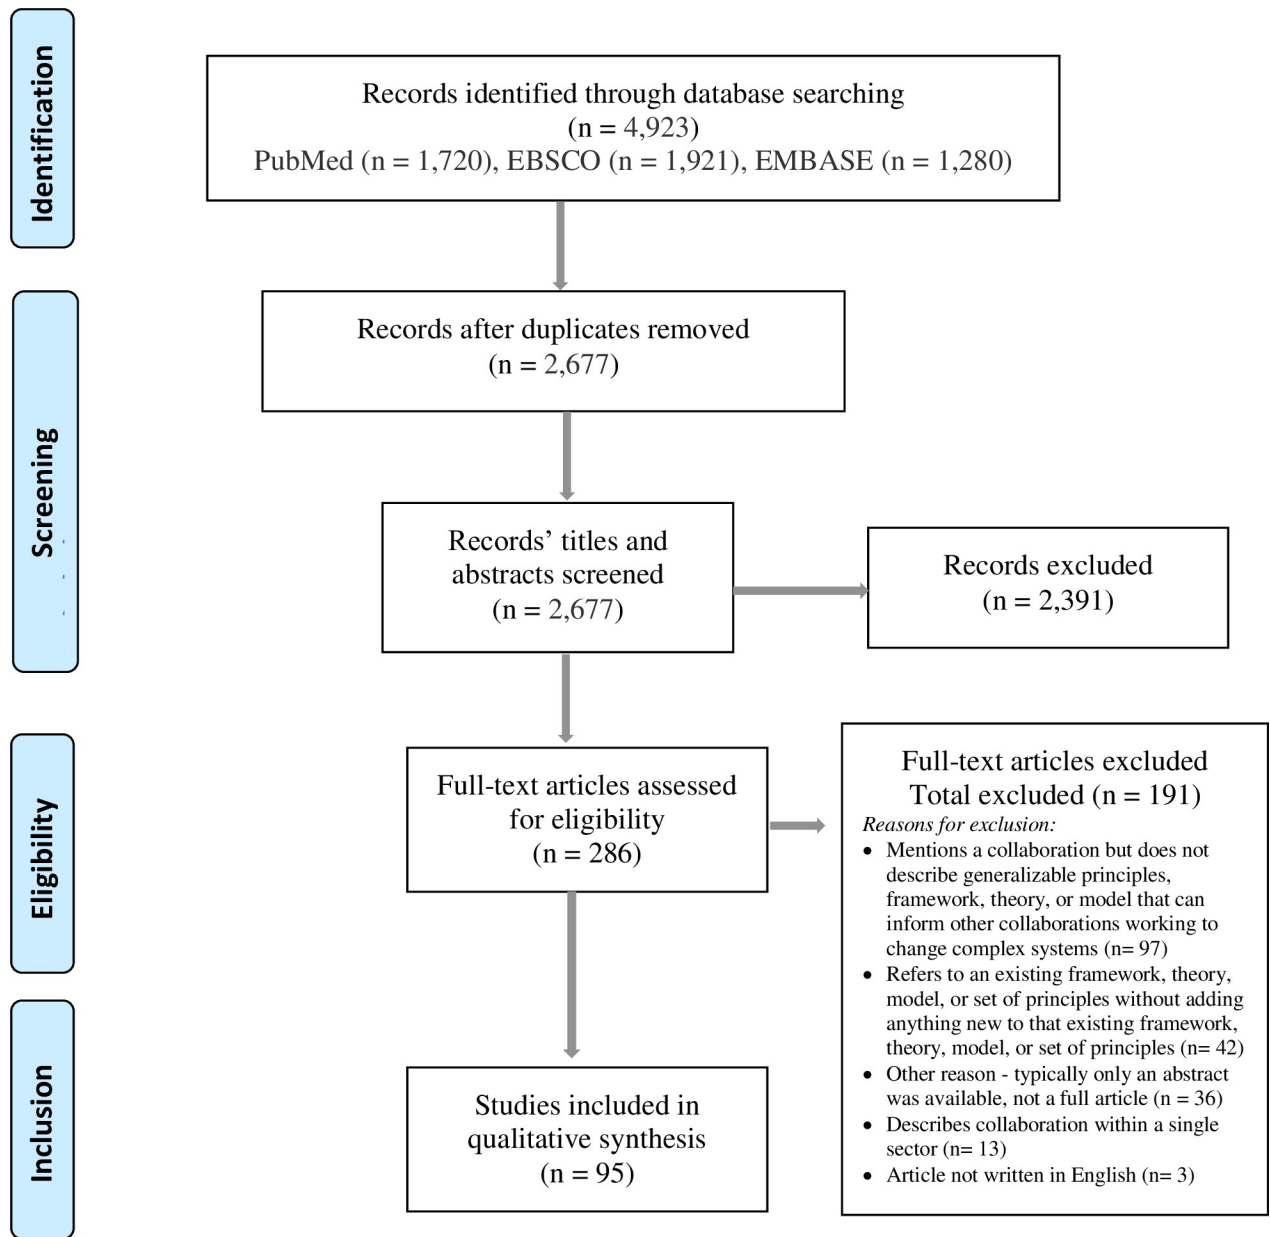 Identification
Records identified through database searching
(n = 4,923)
PubMed (n = 1,720), EBSCO (n = 1,921), EMBASE (n = 1,280)
Screening
Records after duplicates removed
(n = 2,677)
Records’ titles and
abstracts screened
(n = 2,677)
Records excluded
(n = 2,391)
Eligibility
Full-text articles assessed
for eligibility
(n = 286)
Full-text articles excluded
Total excluded (n = 191)
Reasons for exclusion:
• Mentions a collaboration but does not
describe generalizable principles,
framework, theory, or model that can
inform other collaborations working to
change complex systems (n= 97)
• Refers to an existing framework, theory,
model, or set of principles without adding
anything new to that existing framework,
theory, model, or set of principles (n= 42)
• Other reason - typically only an abstract
was available, not a full article (n = 36)
• Describes collaboration within a single
sector (n= 13)
• Article not written in English (n= 3)
Inclusion
Studies included in
qualitative synthesis
(n = 95)